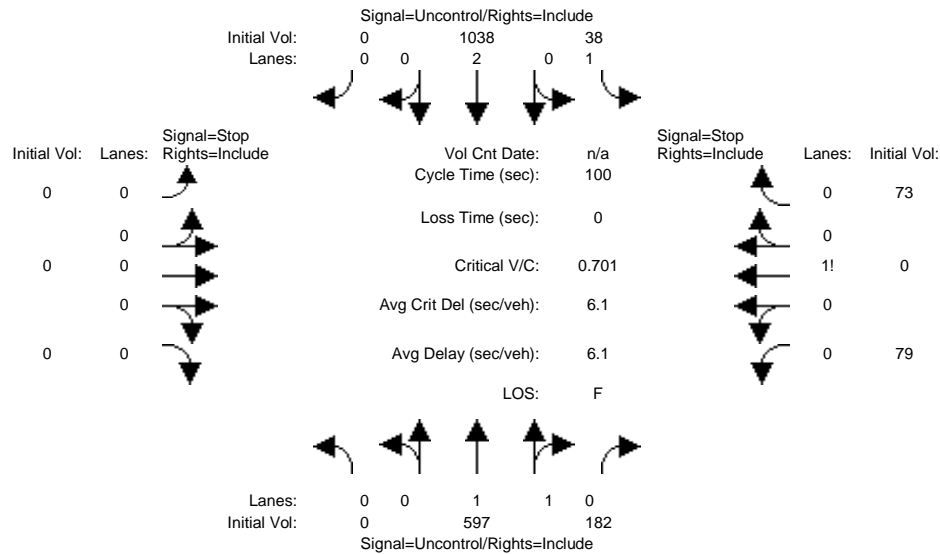 Signal=Uncontrol/Rights=Include
Initial Vol: 0 1038 38
Lanes: 0 0 2 0 1
Signal=Stop Signal=Stop
Initial Vol: Lanes: Rights=Include Vol Cnt Date: n/a Rights=Include Lanes: Initial Vol:
Cycle Time (sec): 100
0 0 0 73
Loss Time (sec): 0
0 0
0 0 Critical V/C: 0.701 1! 0
0 Avg Crit Del (sec/veh): 6.1 0
0 0 Avg Delay (sec/veh): 6.1 0 79
LOS: F
Lanes: 0 0 1 1 0
Initial Vol: 0 597 182
Signal=Uncontrol/Rights=Include